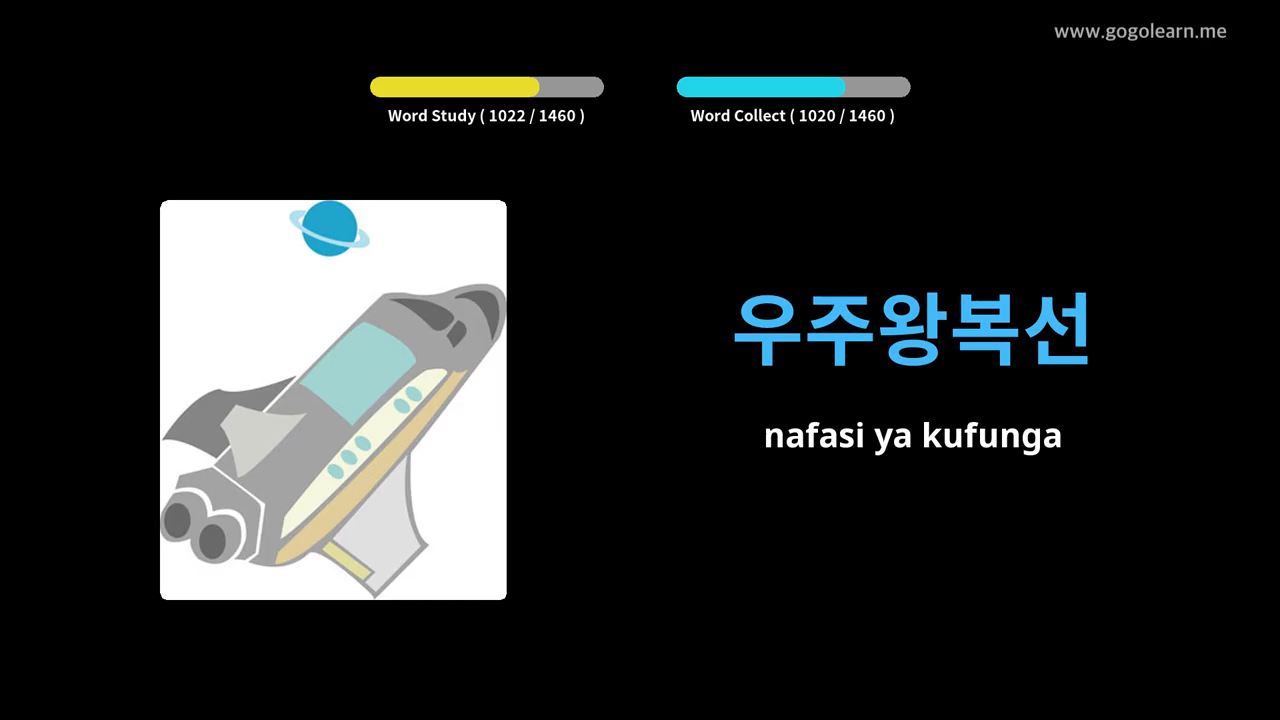 www.gogolearn.me
Word Study ( 1022 / 1460 )
Word Collect ( 1020 / 1460 )
우주왕복선
nafasi ya kufunga